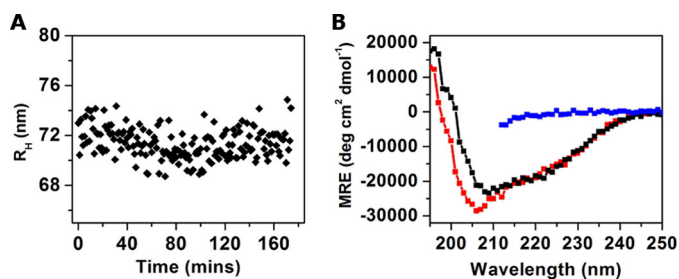 A
80
76
72
68
R_H (nm)
0 40 80 120 160
Time (mins)
B
20000
10000
0
-10000
-20000
-30000
MRE (deg cm² dmol⁻¹)
200 210 220 230 240 250
Wavelength (nm)